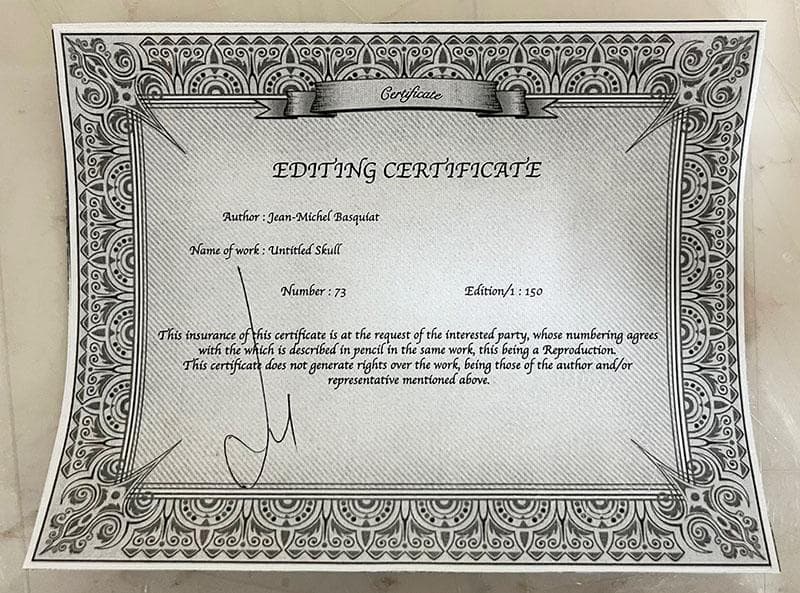 Certificate
EDITING CERTIFICATE
Author : Jean-Michel Basquiat
Name of work : Untitled Skull
Number : 73 Edition/1 : 150
This insurance of this certificate is at the request of the interested party, whose numbering agrees
with the which is described in pencil in the same work, this being a Reproduction.
This certificate does not generate rights over the work, being those of the author and/or
representative mentioned above.